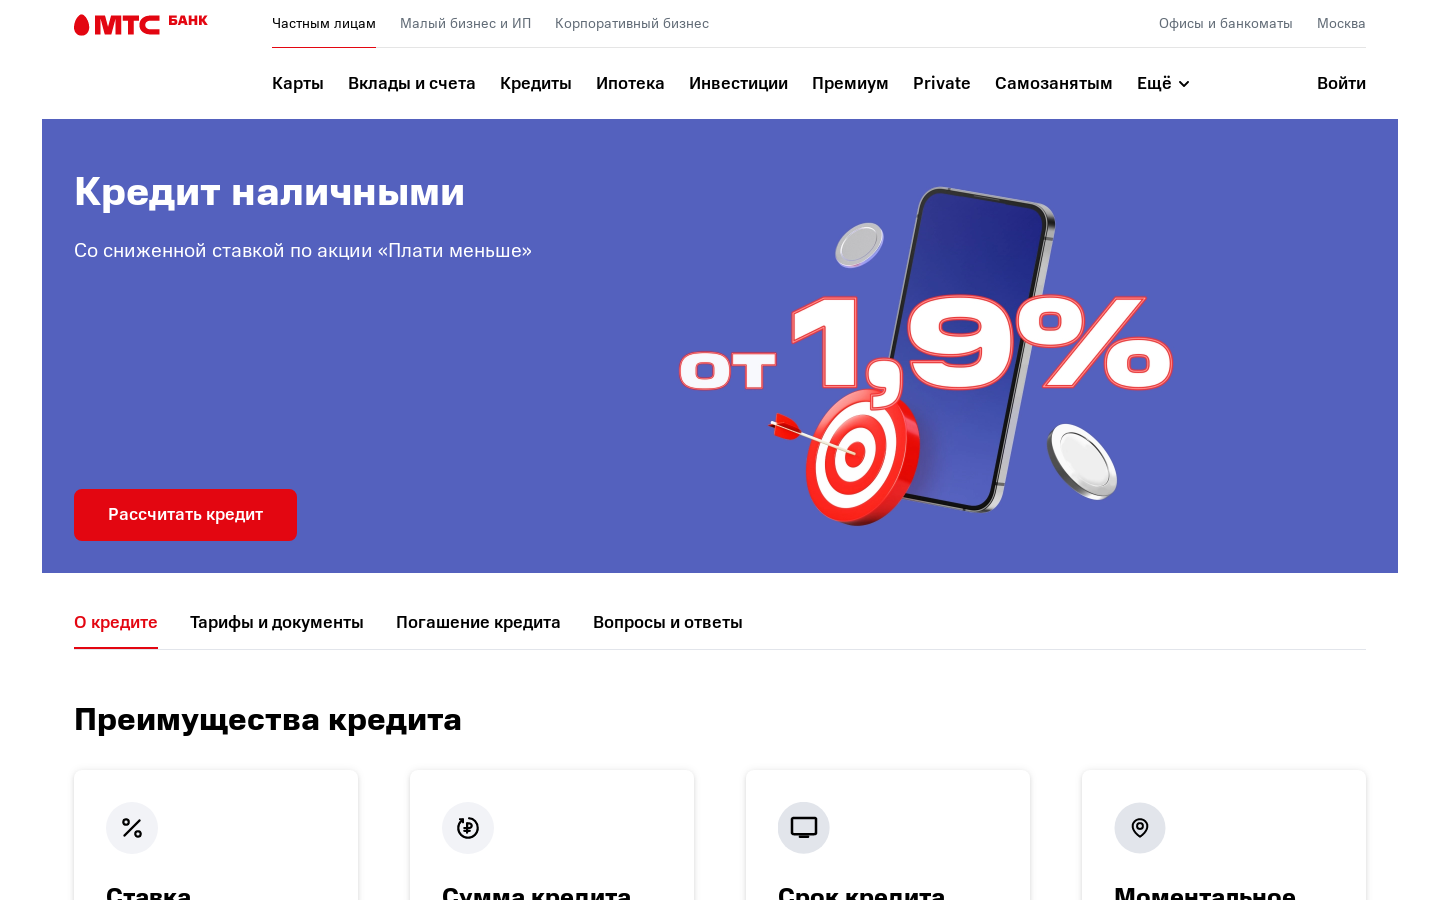 МТС БАНК
Частным лицам
Малый бизнес и ИП
Корпоративный бизнес
Офисы и банкоматы
Москва
Карты
Вклады и счета
Кредиты
Ипотека
Инвестиции
Премиум
Private
Самозанятым
Ещё
Войти
Кредит наличными
Со сниженной ставкой по акции «Плати меньше»
от 1,9%
Рассчитать кредит
О кредите
Тарифы и документы
Погашение кредита
Вопросы и ответы
Преимущества кредита
Ставка
Сумма кредита
Срок кредита
Моментальное